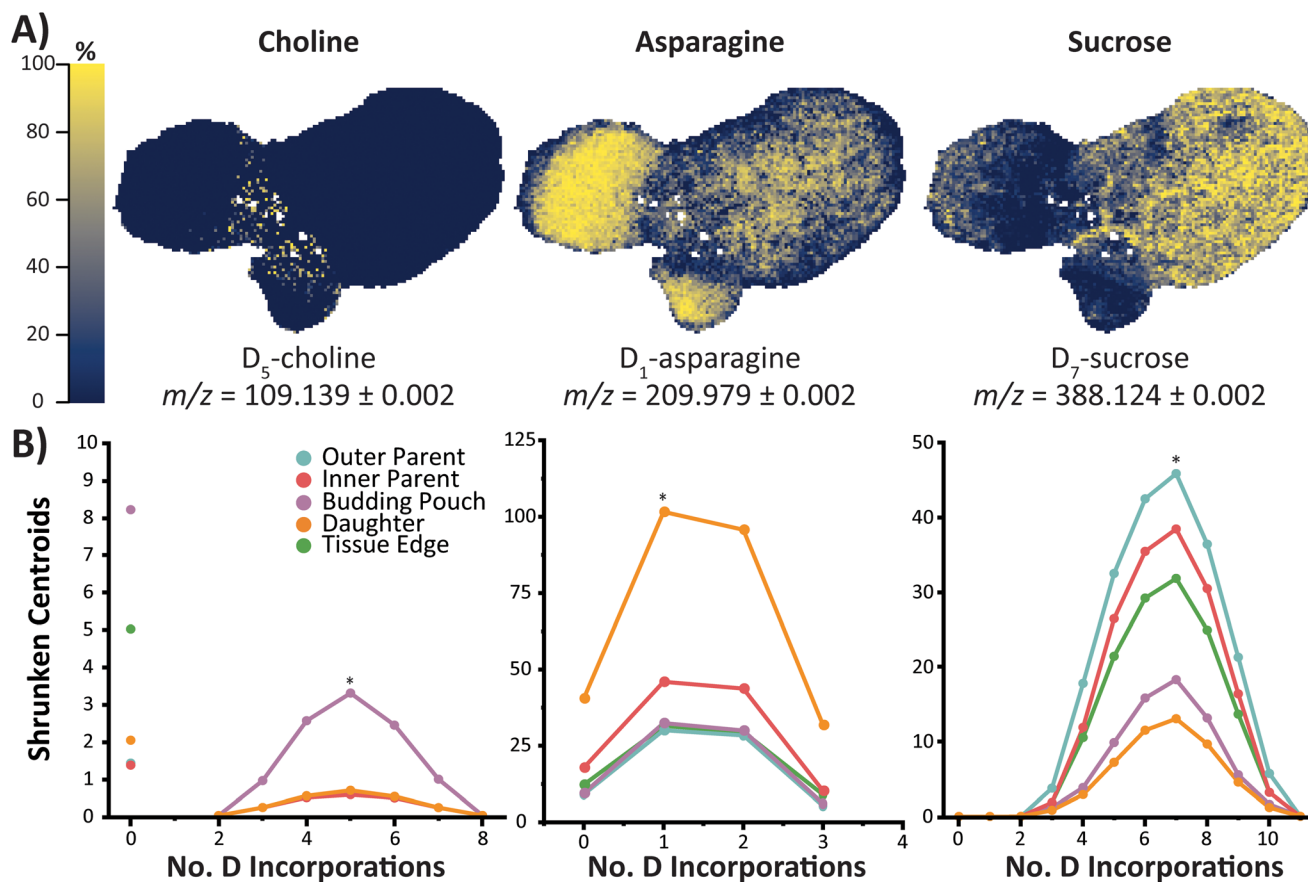 A)
%
Choline
Asparagine
Sucrose
100
80
60
40
20
0
D₅-choline
m/z = 109.139 ± 0.002
D₁-asparagine
m/z = 209.979 ± 0.002
D₇-sucrose
m/z = 388.124 ± 0.002
B)
Shrunken Centroids
10
9
8
7
6
5
4
3
2
1
0
Outer Parent
Inner Parent
Budding Pouch
Daughter
Tissue Edge
*
0
2
4
6
8
No. D Incorporations
125
100
75
50
25
0
*
0
1
2
3
4
No. D Incorporations
50
40
30
20
10
0
*
0
2
4
6
8
10
No. D Incorporations